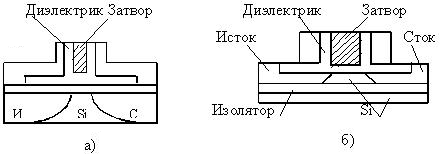 Диэлектрик Затвор
И Si С
а)
Диэлектрик Затвор
Исток Сток
Изолятор Si
б)